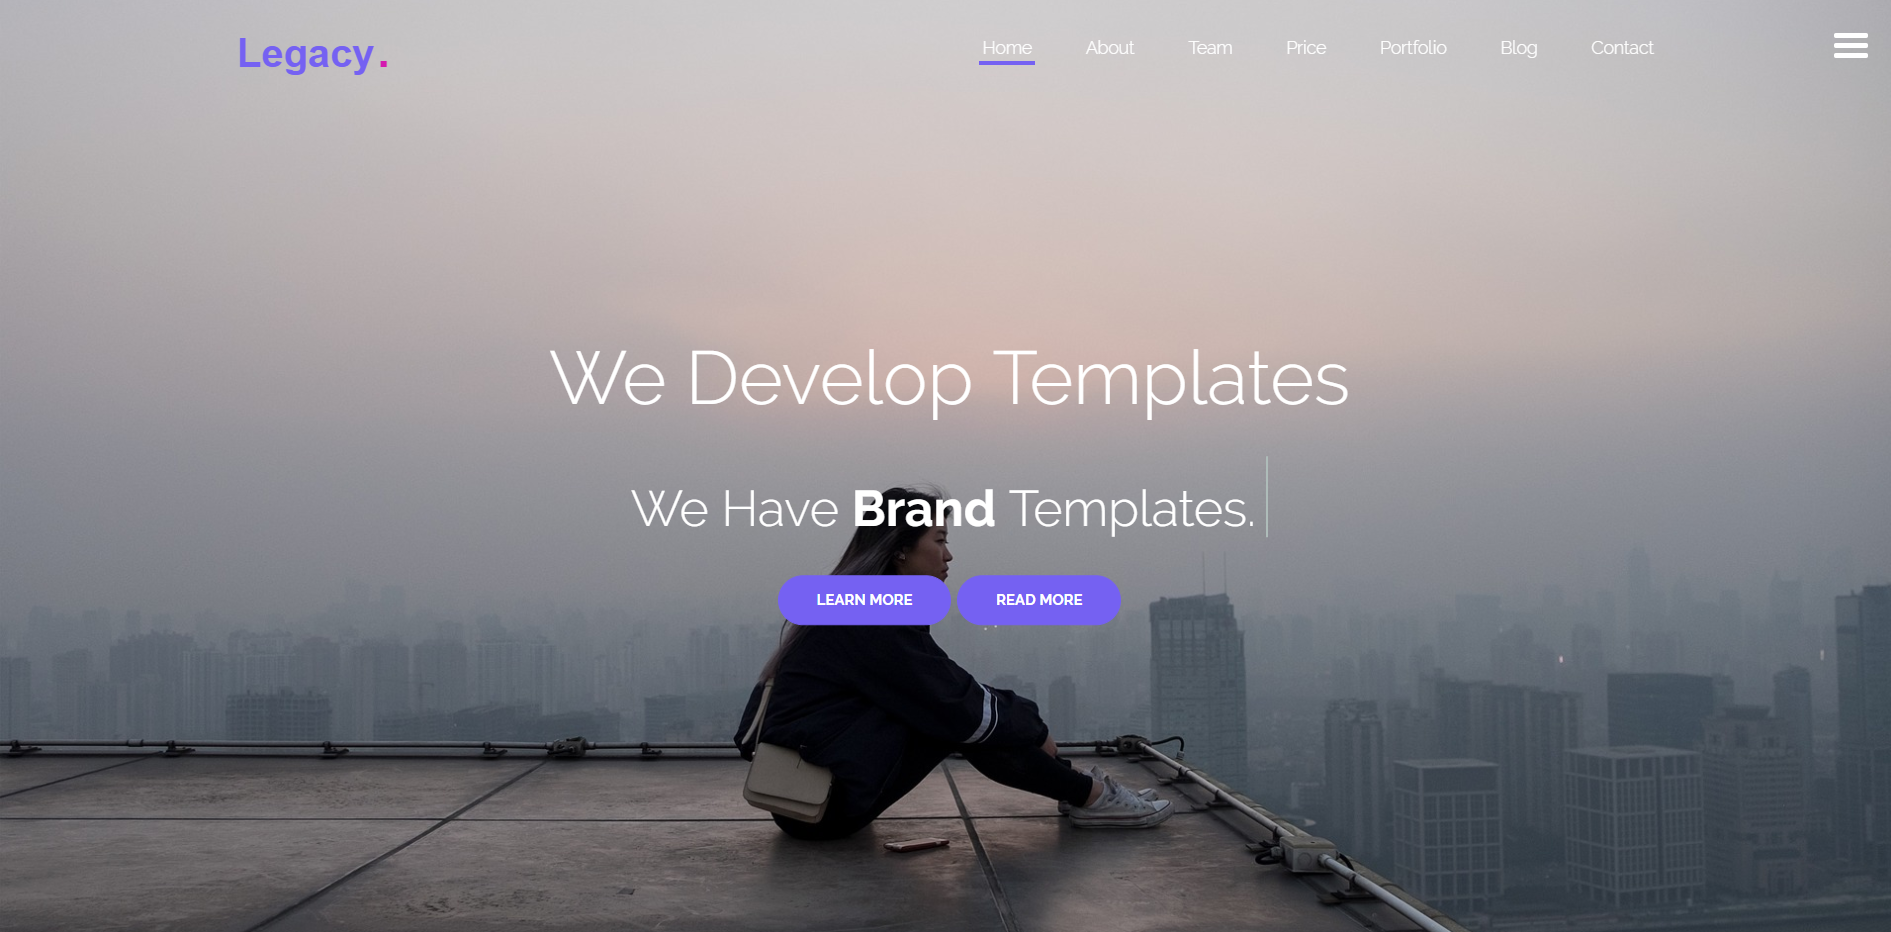 Legacy.
Home About Team Price Portfolio Blog Contact
We Develop Templates
We Have Brand Templates.
LEARN MORE READ MORE